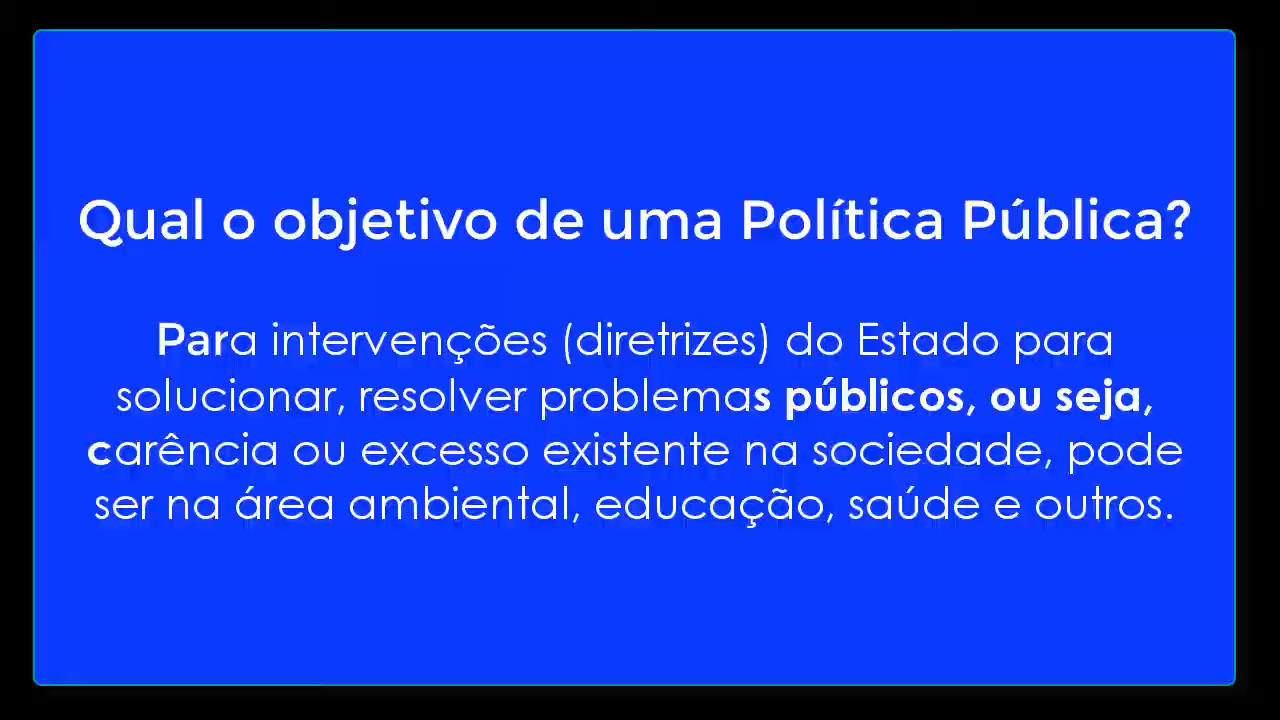 Qual o objetivo de uma Política Pública?
Para intervenções (diretrizes) do Estado para
solucionar, resolver problemas públicos, ou seja,
carência ou excesso existente na sociedade, pode
ser na área ambiental, educação, saúde e outros.